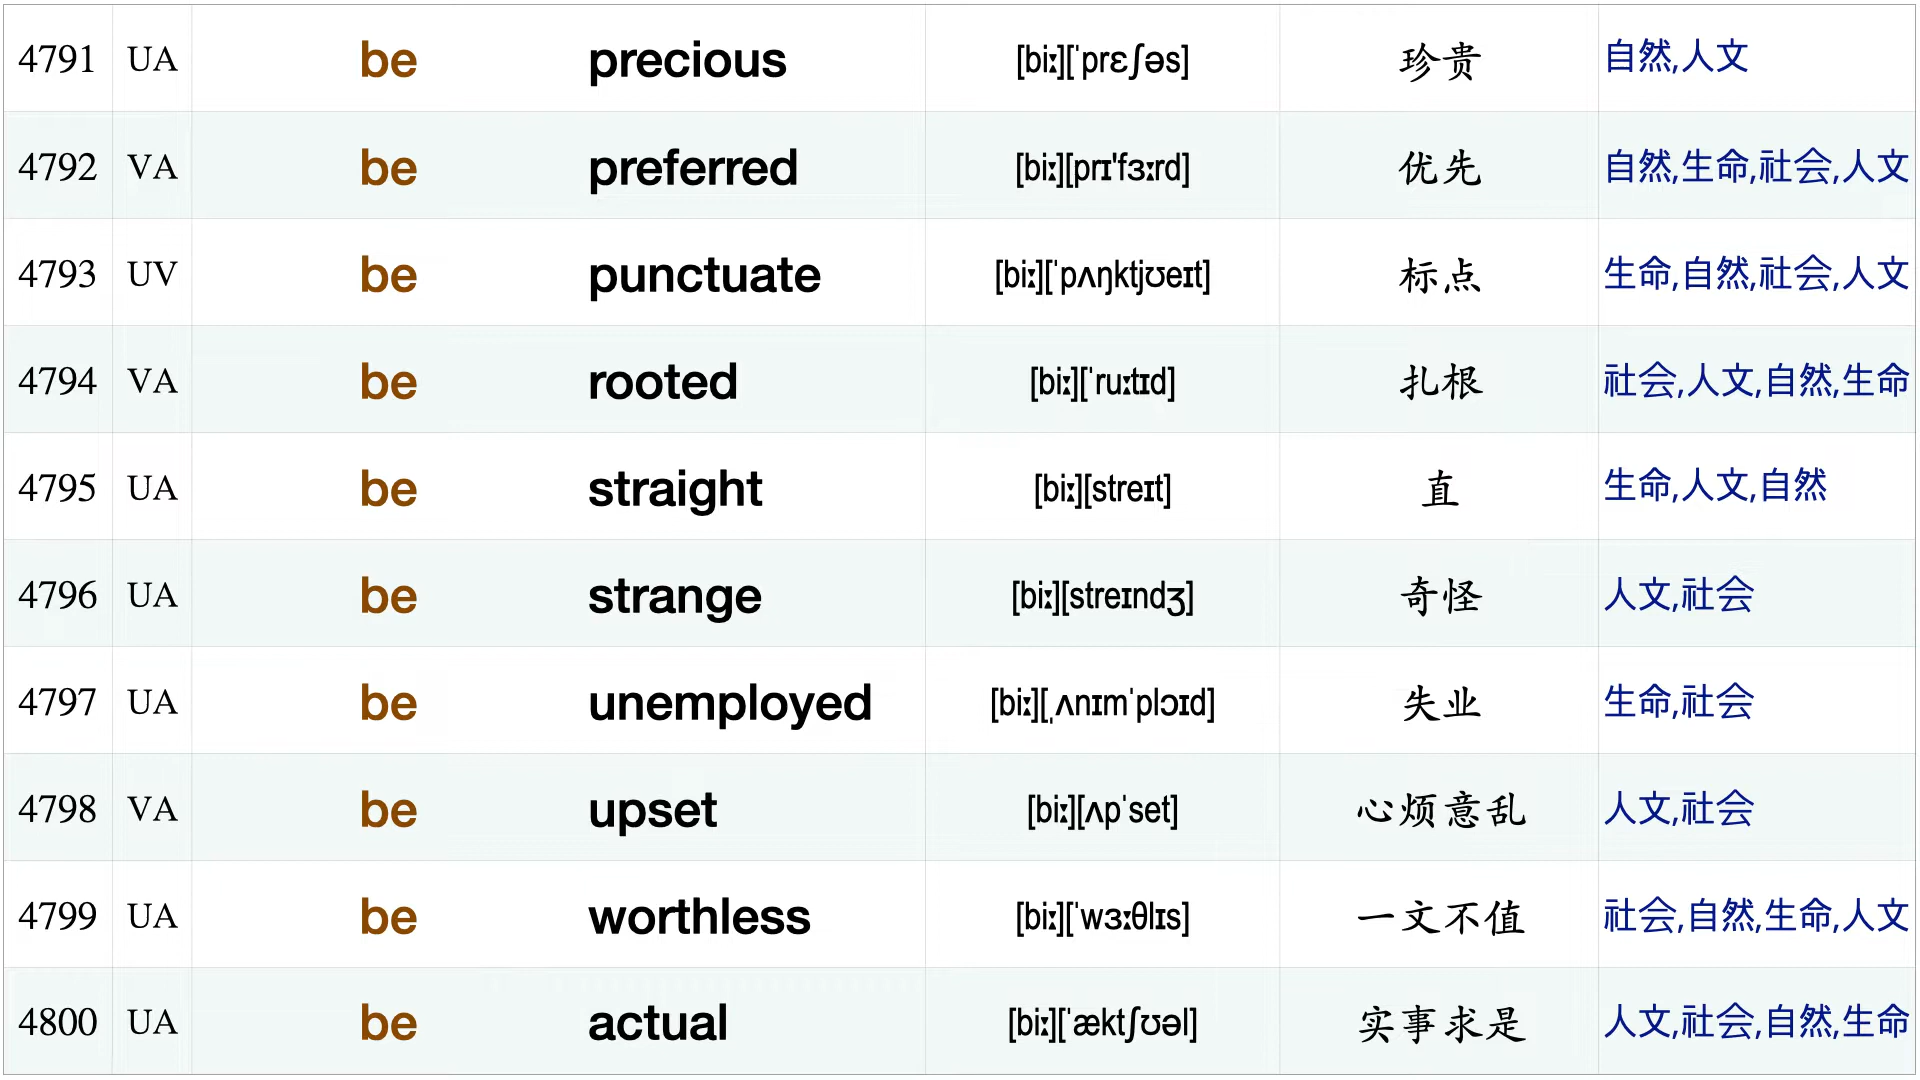 4791 UA be precious [biː][ˈprɛʃəs] 珍贵 自然,人文
4792 VA be preferred [biː][prɪ'fɜːrd] 优先 自然,生命,社会,人文
4793 UV be punctuate [biː][ˈpʌŋktjʊeɪt] 标点 生命,自然,社会,人文
4794 VA be rooted [biː][ˈruːtɪd] 扎根 社会,人文,自然,生命
4795 UA be straight [biː][streɪt] 直 生命,人文,自然
4796 UA be strange [biː][streɪndʒ] 奇怪 人文,社会
4797 UA be unemployed [biː][ˌʌnɪmˈplɔɪd] 失业 生命,社会
4798 VA be upset [biː][ʌpˈset] 心烦意乱 人文,社会
4799 UA be worthless [biː][ˈwɜːθlɪs] 一文不值 社会,自然,生命,人文
4800 UA be actual [biː][ˈæktʃʊəl] 实事求是 人文,社会,自然,生命